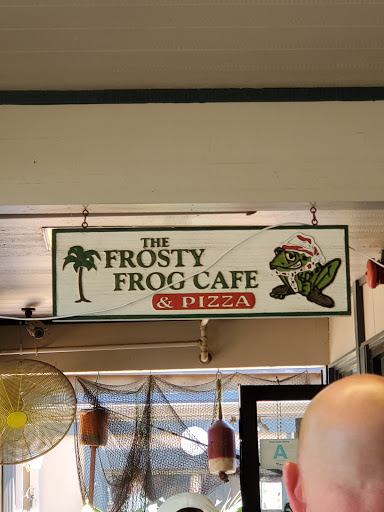 THE
FROSTY
FROG CAFE
& PIZZA
A